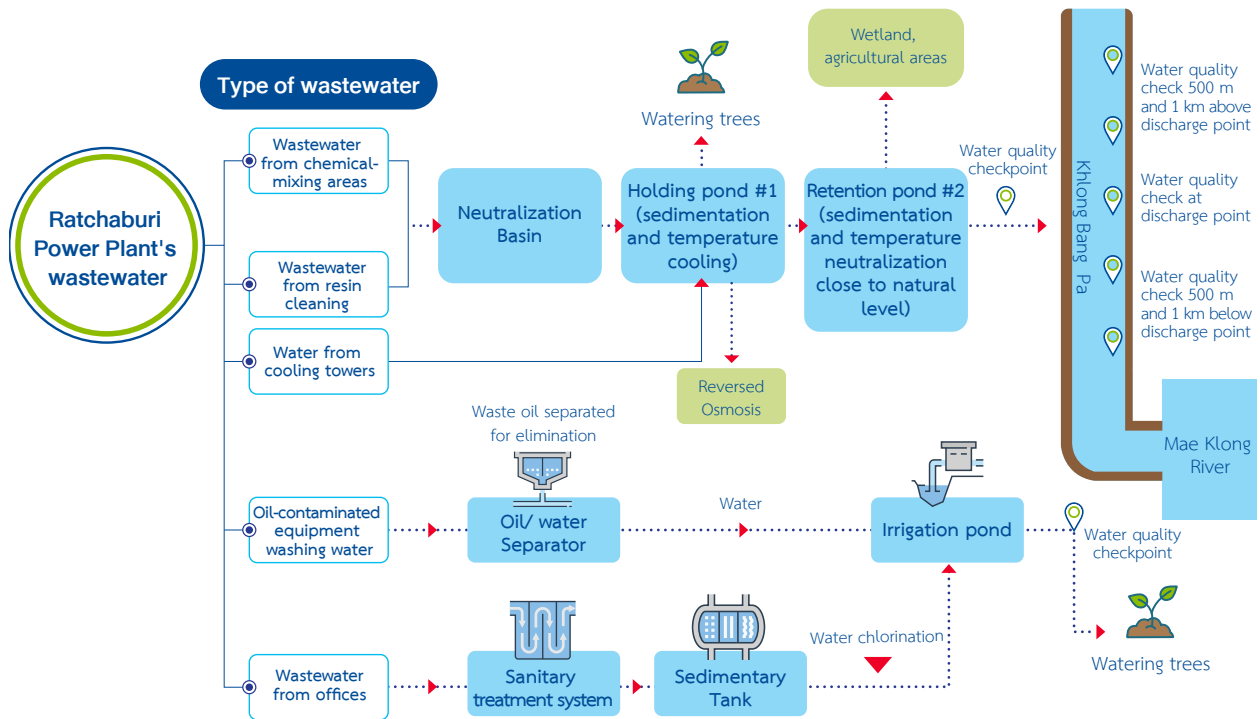 Type of wastewater
Ratchaburi
Power Plant's
wastewater
Wastewater
from chemical-
mixing areas
Wastewater
from resin
cleaning
Water from
cooling towers
Oil-contaminated
equipment
washing water
Wastewater
from offices
Neutralization
Basin
Watering trees
Holding pond #1
(sedimentation
and temperature
cooling)
Reversed
Osmosis
Wetland,
agricultural areas
Retention pond #2
(sedimentation
and temperature
neutralization
close to natural
level)
Water quality
checkpoint
Khlong Bang Pa
Water quality
check 500 m
and 1 km above
discharge point
Water quality
check at
discharge point
Water quality
check 500 m
and 1 km below
discharge point
Mae Klong
River
Waste oil separated
for elimination
Oil/ water
Separator
Water
Irrigation pond
Water quality
checkpoint
Watering trees
Sanitary
treatment system
Sedimentary
Tank
Water chlorination